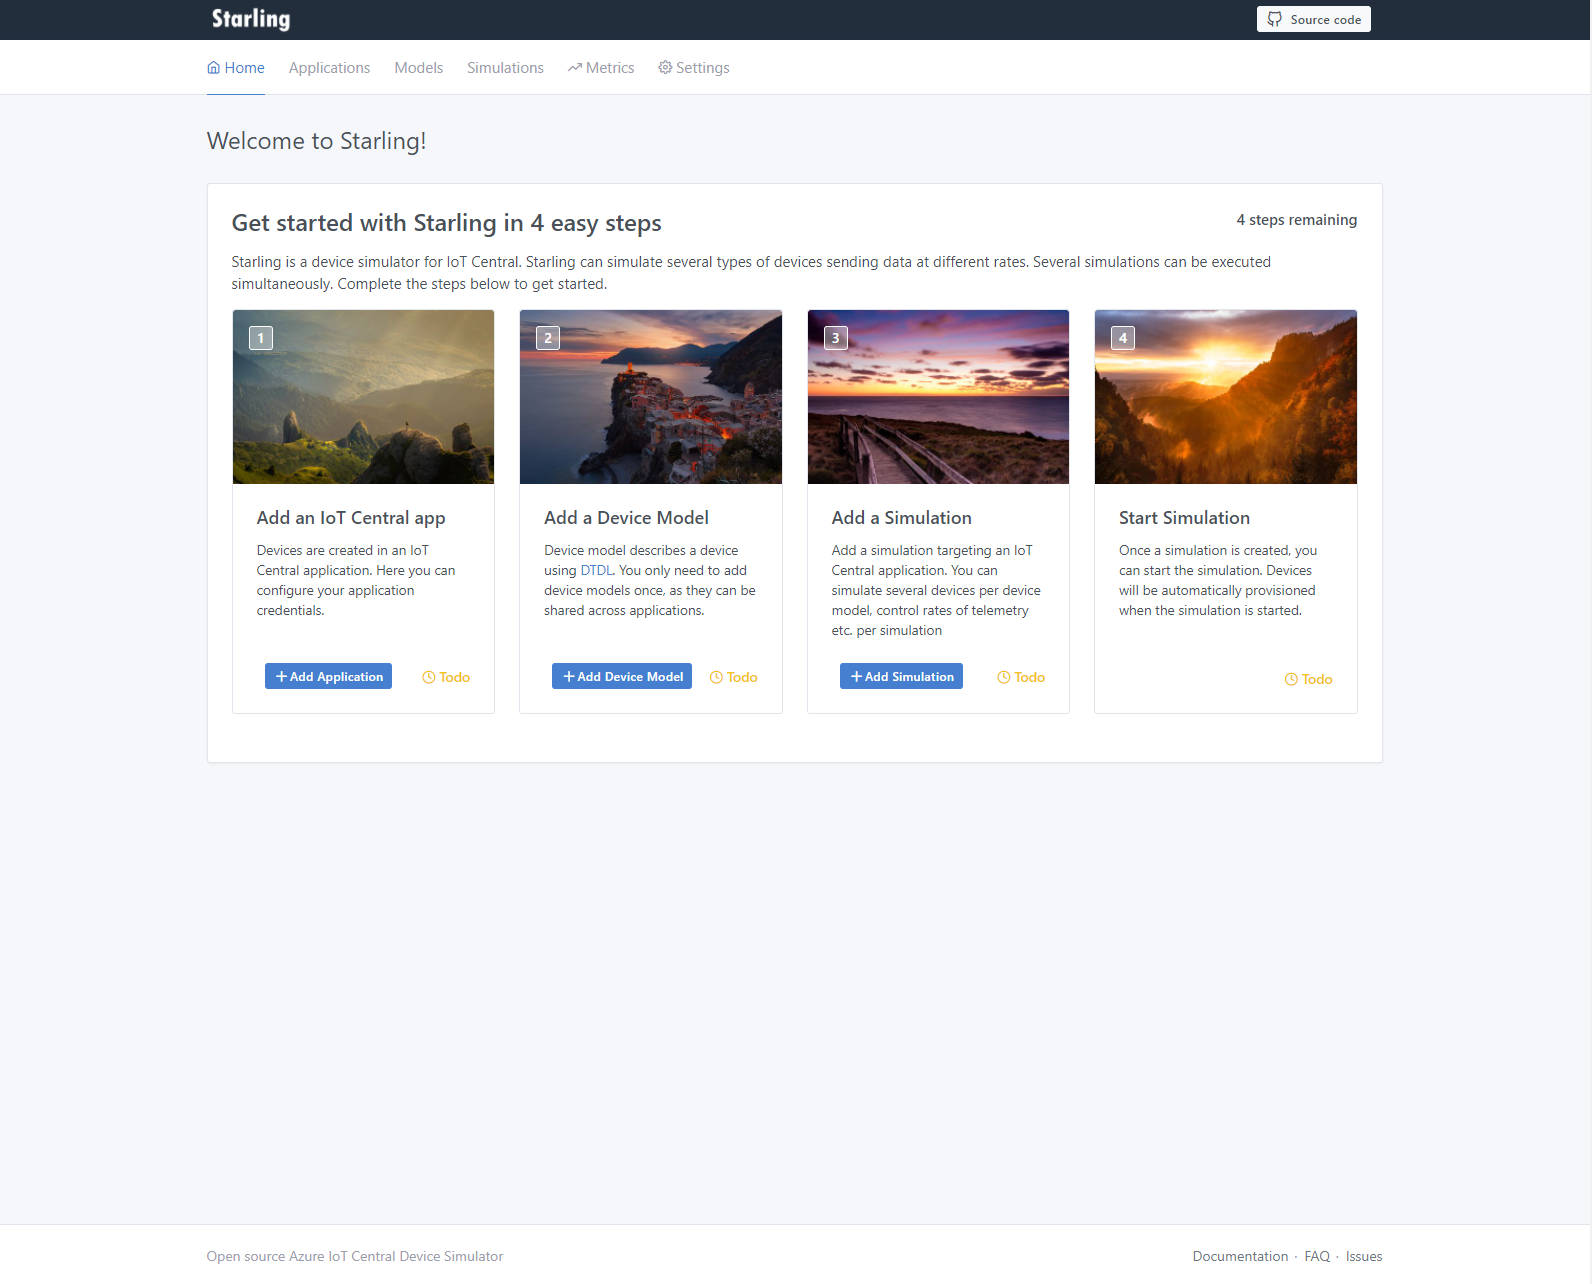 Starling
Source code
Home
Applications
Models
Simulations
Metrics
Settings
Welcome to Starling!
Get started with Starling in 4 easy steps
4 steps remaining
Starling is a device simulator for IoT Central. Starling can simulate several types of devices sending data at different rates. Several simulations can be executed
simultaneously. Complete the steps below to get started.
1
Add an IoT Central app
Devices are created in an IoT
Central application. Here you can
configure your application
credentials.
Add Application
Todo
2
Add a Device Model
Device model describes a device
using DTDL. You only need to add
device models once, as they can be
shared across applications.
Add Device Model
Todo
3
Add a Simulation
Add a simulation targeting an IoT
Central application. You can
simulate several devices per device
model, control rates of telemetry
etc. per simulation
Add Simulation
Todo
4
Start Simulation
Once a simulation is created, you
can start the simulation. Devices
will be automatically provisioned
when the simulation is started.
Todo
Open source Azure IoT Central Device Simulator
Documentation · FAQ · Issues